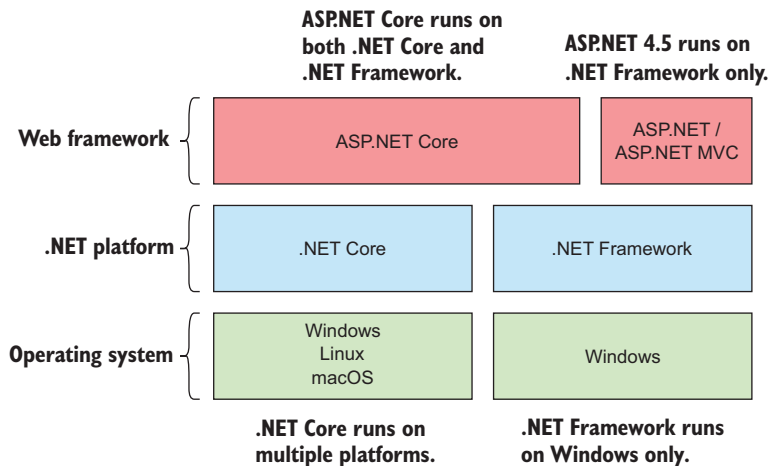 ASP.NET Core runs on
both .NET Core and
.NET Framework.
ASP.NET 4.5 runs on
.NET Framework only.
Web framework
ASP.NET Core
ASP.NET /
ASP.NET MVC
.NET platform
.NET Core
.NET Framework
Operating system
Windows
Linux
macOS
Windows
.NET Core runs on
multiple platforms.
.NET Framework runs
on Windows only.